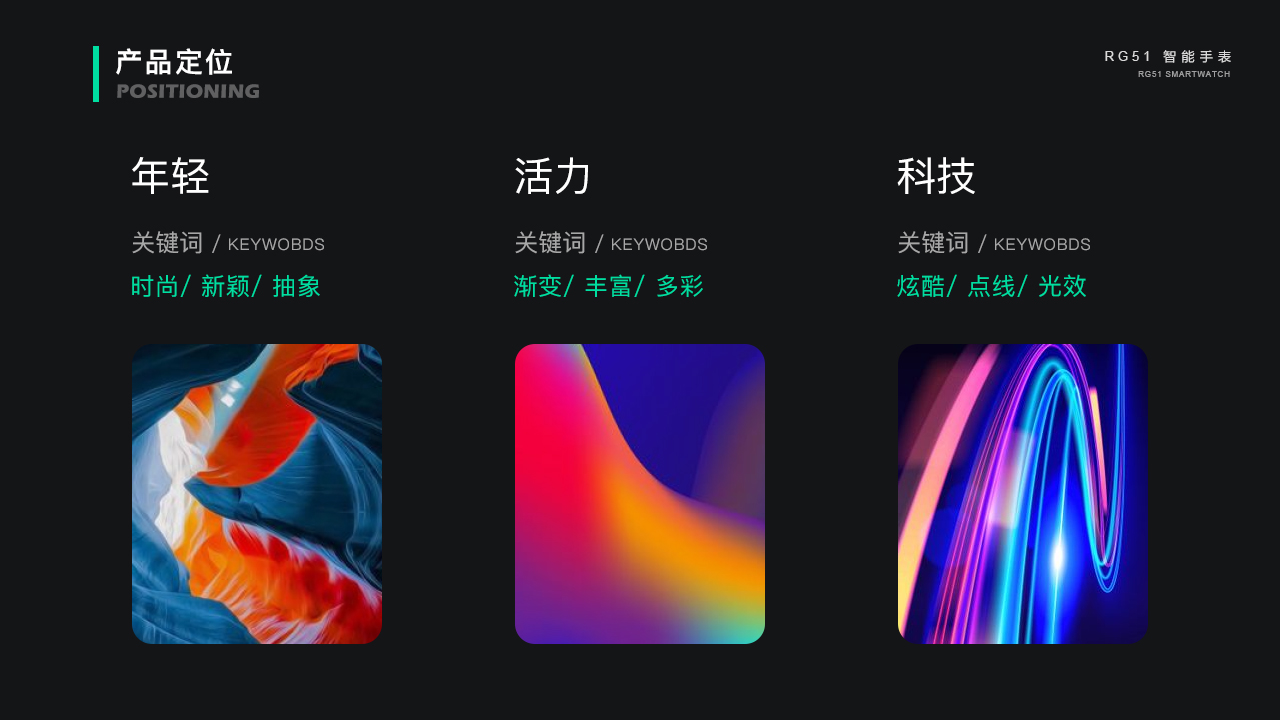 产品定位
POSITIONING
RG51 智能手表
RG51 SMARTWATCH
年轻
关键词 / KEYWOBDS
时尚/ 新颖/ 抽象
活力
关键词 / KEYWOBDS
渐变/ 丰富/ 多彩
科技
关键词 / KEYWOBDS
炫酷/ 点线/ 光效